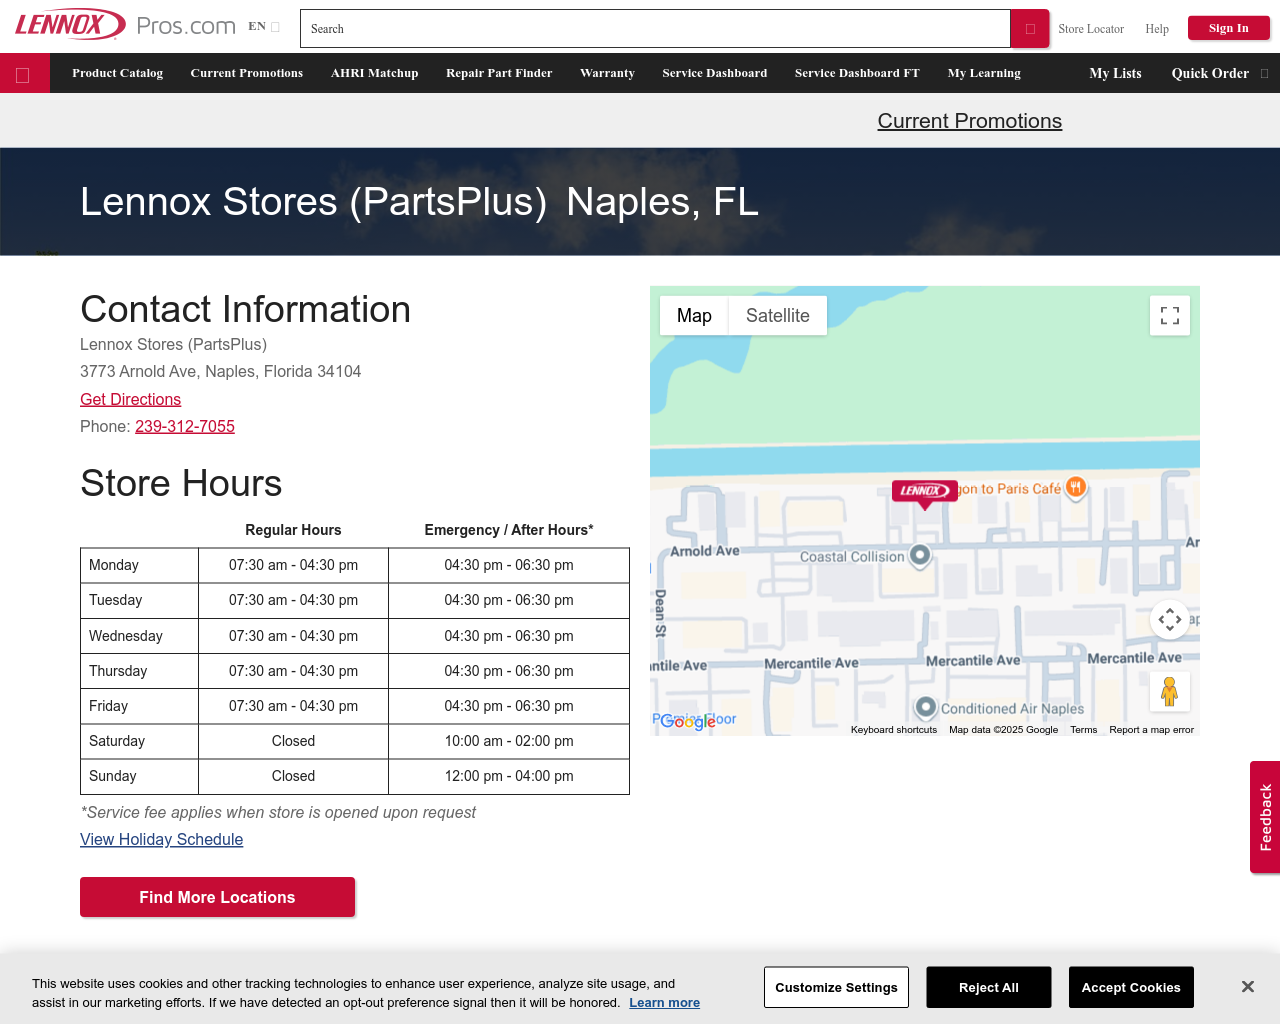 LENNOX Pros.com EN
Search
Store Locator
Help
Sign In
Product Catalog
Current Promotions
AHRI Matchup
Repair Part Finder
Warranty
Service Dashboard
Service Dashboard FT
My Learning
My Lists
Quick Order
Current Promotions
Lennox Stores (PartsPlus) Naples, FL
Contact Information
Lennox Stores (PartsPlus)
3773 Arnold Ave, Naples, Florida 34104
Get Directions
Phone: 239-312-7055
Store Hours
Regular Hours Emergency / After Hours*
Monday 07:30 am - 04:30 pm 04:30 pm - 06:30 pm
Tuesday 07:30 am - 04:30 pm 04:30 pm - 06:30 pm
Wednesday 07:30 am - 04:30 pm 04:30 pm - 06:30 pm
Thursday 07:30 am - 04:30 pm 04:30 pm - 06:30 pm
Friday 07:30 am - 04:30 pm 04:30 pm - 06:30 pm
Saturday Closed 10:00 am - 02:00 pm
Sunday Closed 12:00 pm - 04:00 pm
*Service fee applies when store is opened upon request
View Holiday Schedule
Find More Locations
Map
Satellite
LENNOX
to Paris Café
Arnold Ave
Coastal Collision
Dean St
Mercantile Ave
Mercantile Ave
Mercantile Ave
Conditioned Air Naples
Floor
Google
Keyboard shortcuts
Map data ©2025 Google
Terms
Report a map error
Feedback
This website uses cookies and other tracking technologies to enhance user experience, analyze site usage, and
assist in our marketing efforts. If we have detected an opt-out preference signal then it will be honored. Learn more
Customize Settings
Reject All
Accept Cookies